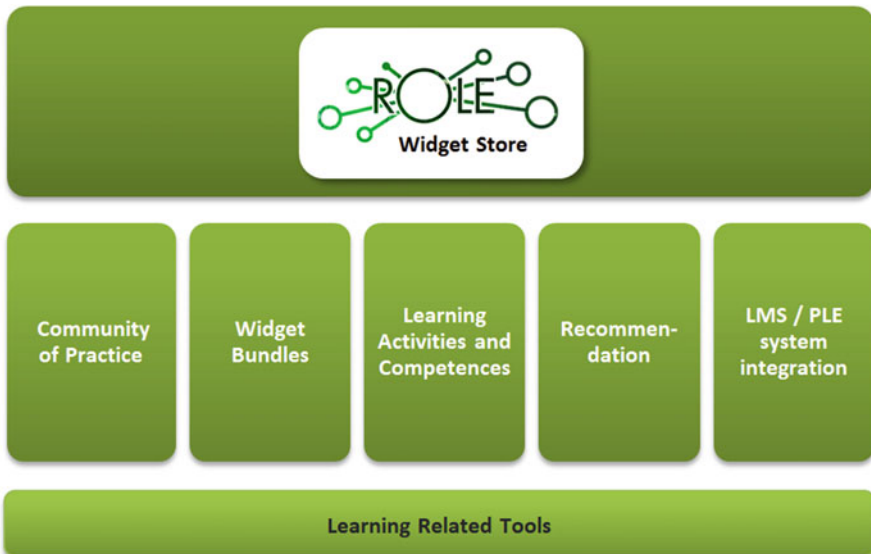 ROLE
Widget Store
Community
of Practice
Widget
Bundles
Learning
Activities and
Competences
Recommen-
dation
LMS / PLE
system
integration
Learning Related Tools